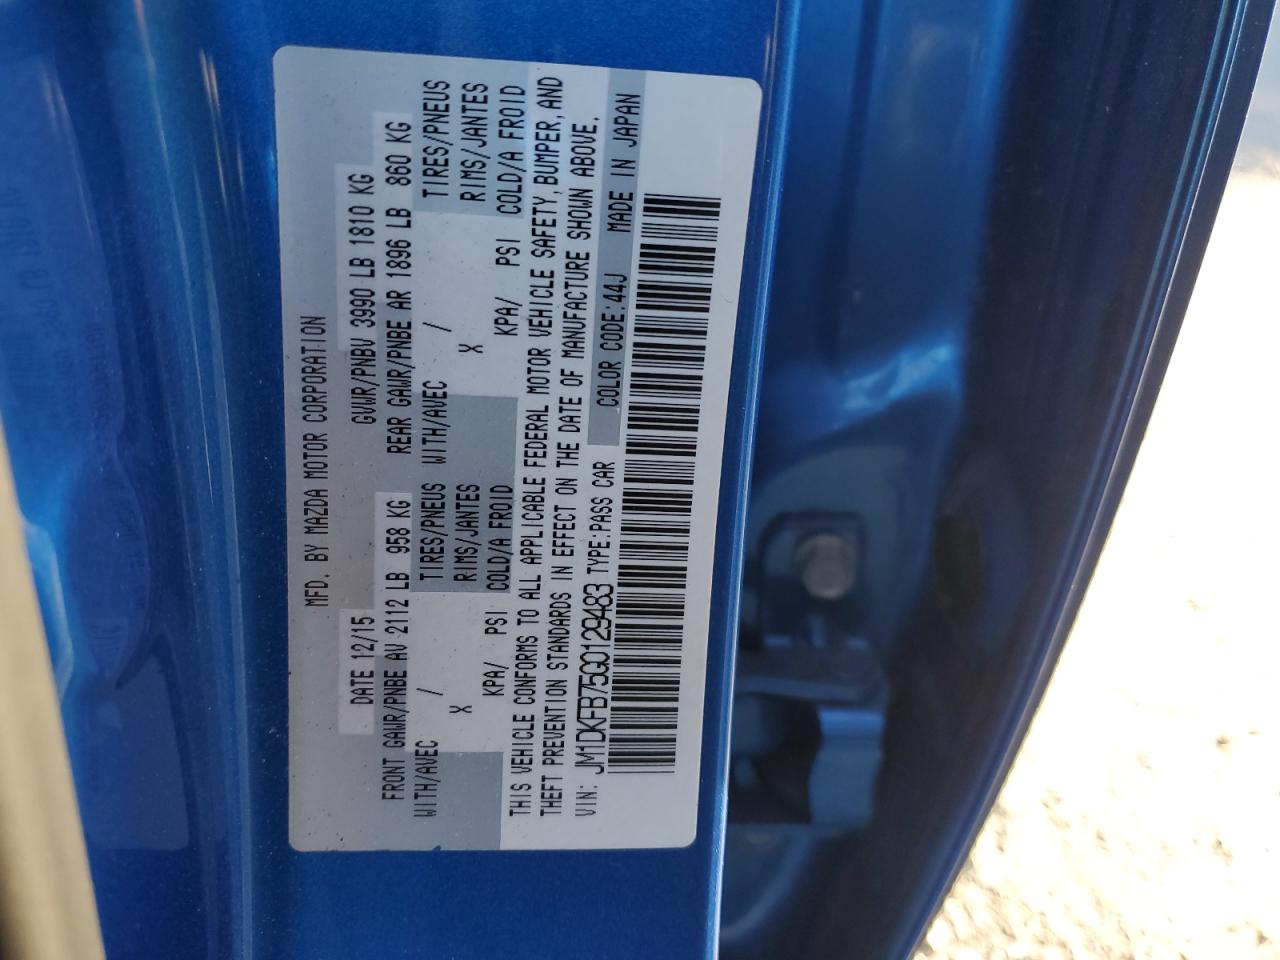 MFD. BY MAZDA MOTOR CORPORATION
DATE 12/15 GVWR/PNBV 3990 LB 1810 KG
FRONT GAWR/PNBE AV 2112 LB 958 KG REAR GAWR/PNBE AR 1896 LB 860 KG
WITH/AVEC / TIRES/PNEUS WITH/AVEC / TIRES/PNEUS
X RIMS/JANTES X RIMS/JANTES
KPA/ PSI COLD/A FROID KPA/ PSI COLD/A FROID
THIS VEHICLE CONFORMS TO ALL APPLICABLE FEDERAL MOTOR VEHICLE SAFETY, BUMPER, AND
THEFT PREVENTION STANDARDS IN EFFECT ON THE DATE OF MANUFACTURE SHOWN ABOVE.
VIN: JM1DKFB75G0129483 TYPE:PASS CAR COLOR CODE:44J MADE IN JAPAN